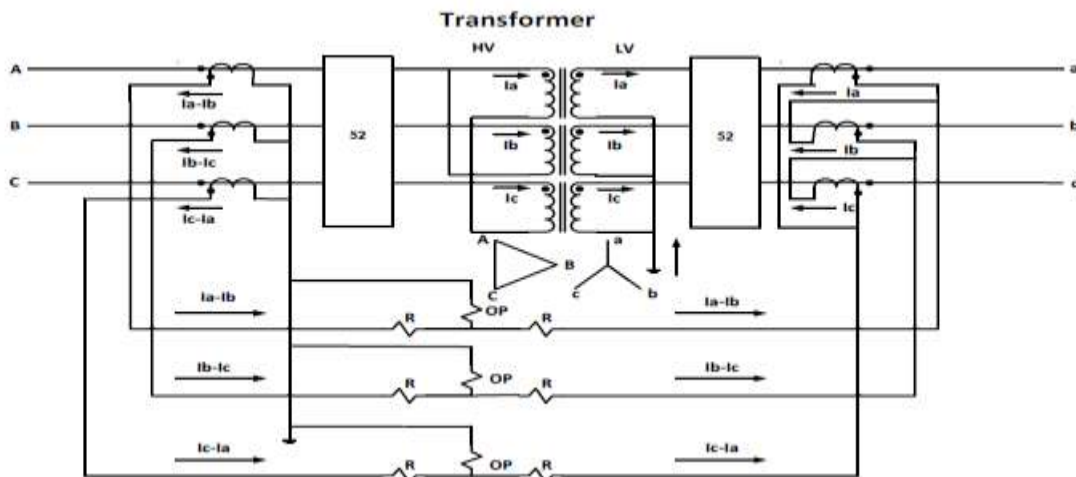 Transformer
HV LV
A a
Ia Ia Ia
Ia-Ib
B b
52 52
Ib Ib Ib
Ib-Ic
C c
Ic Ic Ic
Ic-Ia
A a
B
C c b
Ia-Ib OP Ia-Ib
R R
Ib-Ic OP Ib-Ic
R R
Ic-Ia Ic-Ia
R OP R